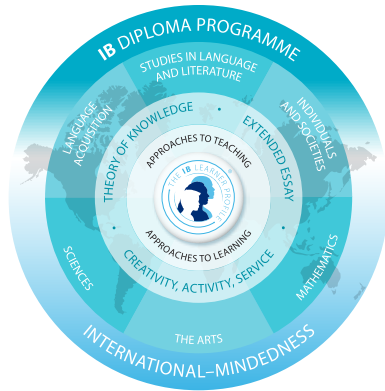 IB DIPLOMA PROGRAMME
STUDIES IN LANGUAGE
AND LITERATURE
LANGUAGE
ACQUISITION
INDIVIDUALS
AND SOCIETIES
THEORY OF KNOWLEDGE
EXTENDED ESSAY
APPROACHES TO TEACHING
THE IB LEARNER PROFILE
®
APPROACHES TO LEARNING
CREATIVITY, ACTIVITY, SERVICE
SCIENCES
MATHEMATICS
THE ARTS
INTERNATIONAL–MINDEDNESS